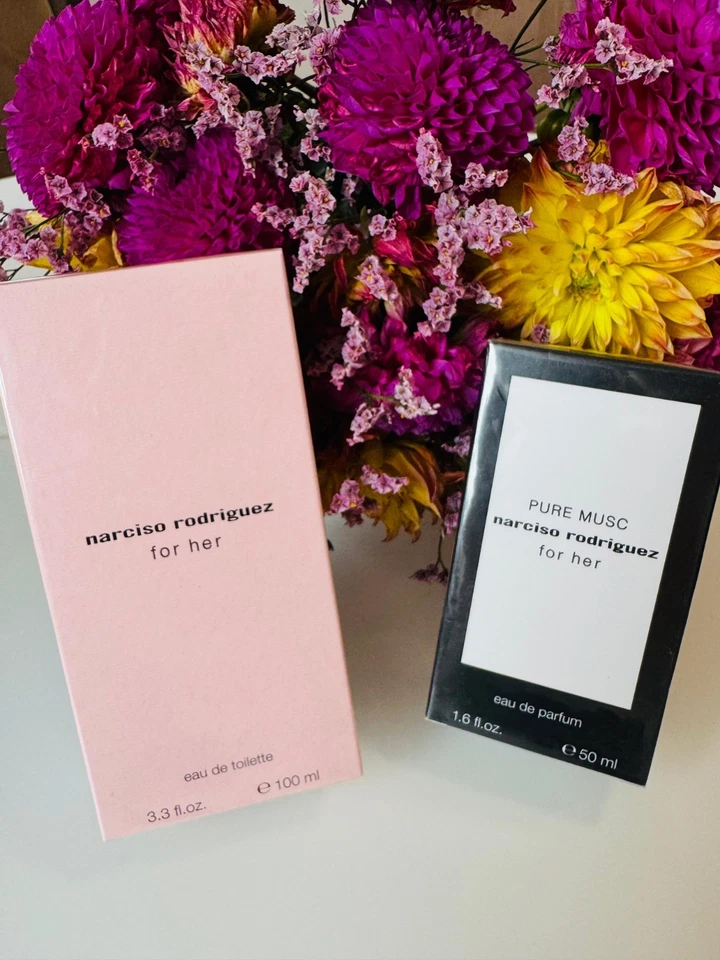 narciso rodriguez
for her
eau de toilette
3.3 fl.oz. e 100 ml
PURE MUSC
narciso rodriguez
for her
eau de parfum
1.6 fl.oz. e 50 ml